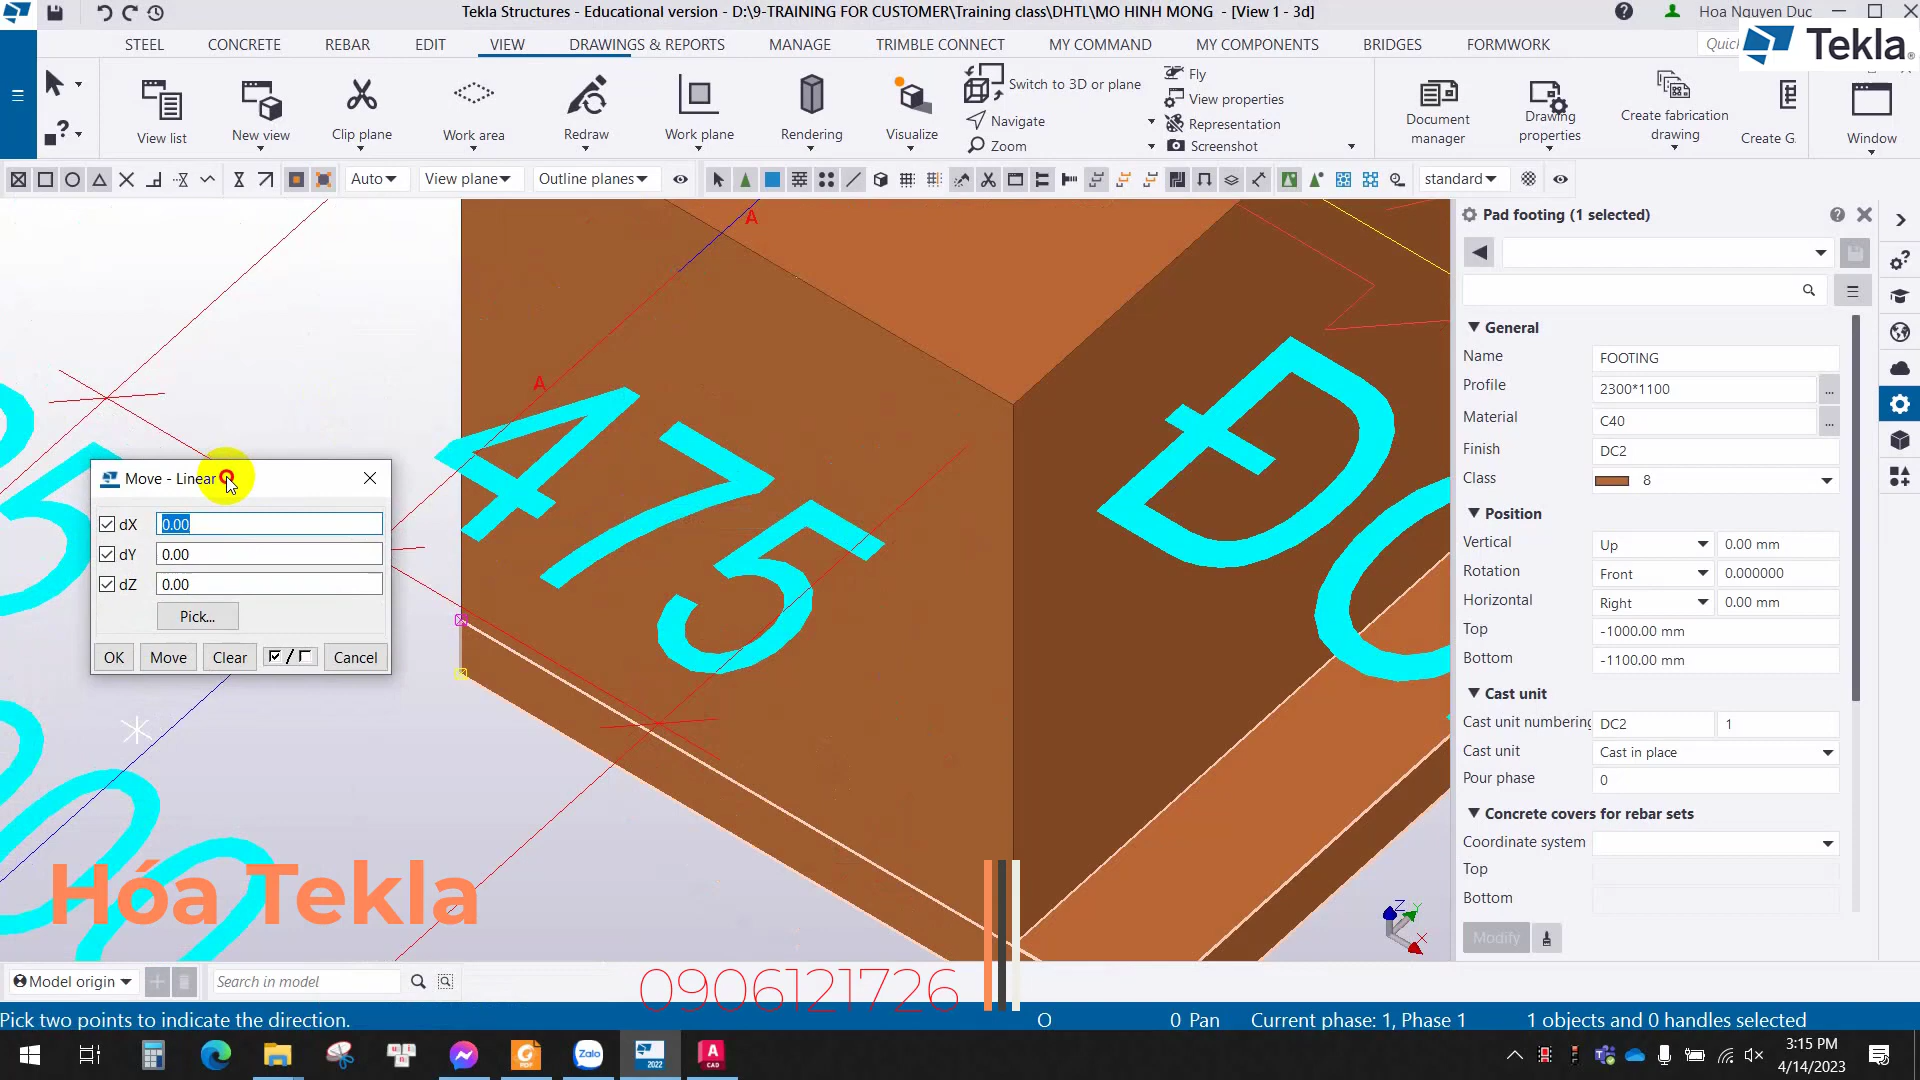 Tekla Structures - Educational version - D:\9-TRAINING FOR CUSTOMER\Training class\DHTL\MO HINH MONG - [View 1 - 3d]
Hoa Nguyen Duc
STEEL CONCRETE REBAR EDIT VIEW DRAWINGS & REPORTS MANAGE TRIMBLE CONNECT MY COMMAND MY COMPONENTS BRIDGES FORMWORK Quic
Tekla
View list
New view
Clip plane
Work area
Redraw
Work plane
Rendering
Visualize
Switch to 3D or plane
Navigate
Zoom
Fly
View properties
Representation
Screenshot
Document manager
Drawing properties
Create fabrication drawing
Create G.
Window
Auto
View plane
Outline planes
standard
A
A
475
Đ
Move - Linear
dX 0.00
dY 0.00
dZ 0.00
Pick...
OK Move Clear / Cancel
Pad footing (1 selected)
General
Name FOOTING
Profile 2300*1100 ...
Material C40 ...
Finish DC2
Class 8
Position
Vertical Up 0.00 mm
Rotation Front 0.000000
Horizontal Right 0.00 mm
Top -1000.00 mm
Bottom -1100.00 mm
Cast unit
Cast unit numbering DC2 1
Cast unit Cast in place
Pour phase 0
Concrete covers for rebar sets
Coordinate system
Top
Bottom
Modify
Z Y X
Hóa Tekla
0906121726
Model origin
Search in model
Pick two points to indicate the direction.
O 0 Pan Current phase: 1, Phase 1 1 objects and 0 handles selected
PDF
Zalo
2022
A CAD
3:15 PM
4/14/2023